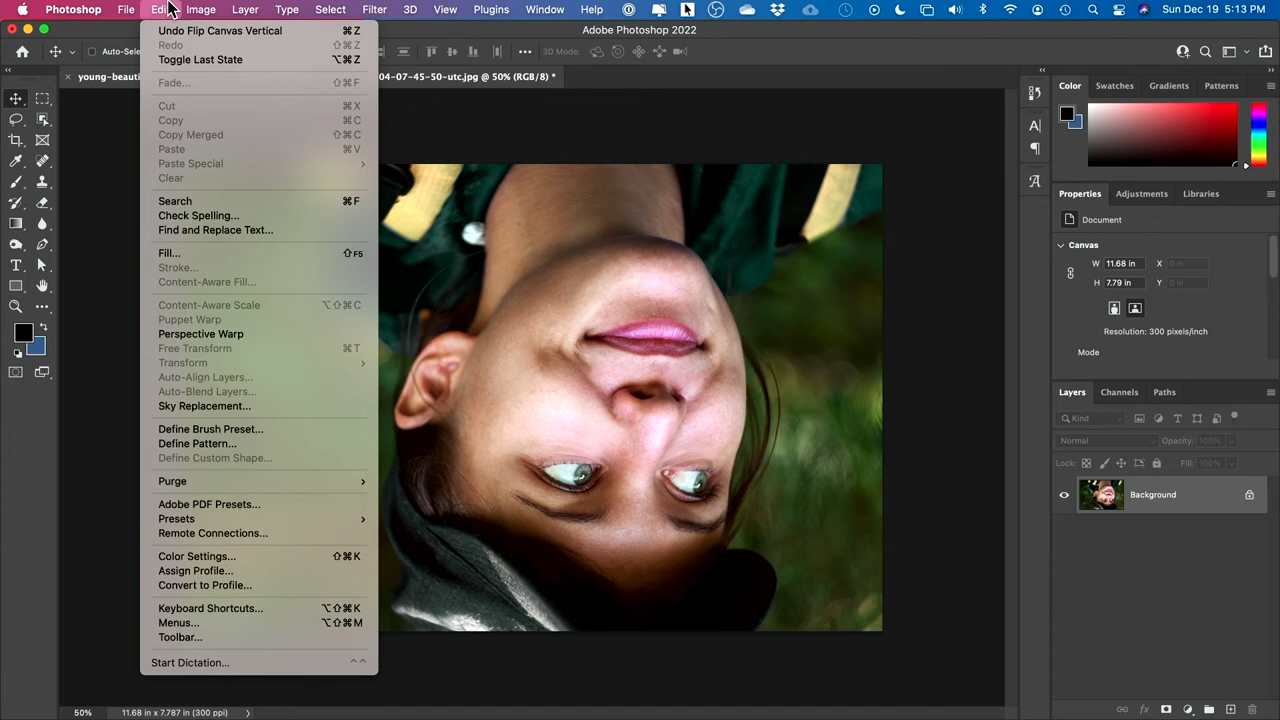 Photoshop File Edit Image Layer Type Select Filter 3D View Plugins Window Help Sun Dec 19 5:13 PM
Adobe Photoshop 2022
Auto-Sele 3D Mode:
young-beauti 04-07-45-50-utc.jpg @ 50% (RGB/8) *
Undo Flip Canvas Vertical ⌘Z
Redo ⇧⌘Z
Toggle Last State ⌥⌘Z
Fade... ⇧⌘F
Cut ⌘X
Copy ⌘C
Copy Merged ⇧⌘C
Paste ⌘V
Paste Special
Clear
Search ⌘F
Check Spelling...
Find and Replace Text...
Fill... ⇧F5
Stroke...
Content-Aware Fill...
Content-Aware Scale ⌥⇧⌘C
Puppet Warp
Perspective Warp
Free Transform ⌘T
Transform
Auto-Align Layers...
Auto-Blend Layers...
Sky Replacement...
Define Brush Preset...
Define Pattern...
Define Custom Shape...
Purge
Adobe PDF Presets...
Presets
Remote Connections...
Color Settings... ⇧⌘K
Assign Profile...
Convert to Profile...
Keyboard Shortcuts... ⌥⇧⌘K
Menus... ⌥⇧⌘M
Toolbar...
Start Dictation...
Color Swatches Gradients Patterns
Properties Adjustments Libraries
Document
Canvas
W 11.68 in X 0 in
H 7.79 in Y 0 in
Resolution: 300 pixels/inch
Mode
Layers Channels Paths
Kind
Normal Opacity: 100%
Lock: Fill: 100%
Background
50% 11.68 in x 7.787 in (300 ppi)